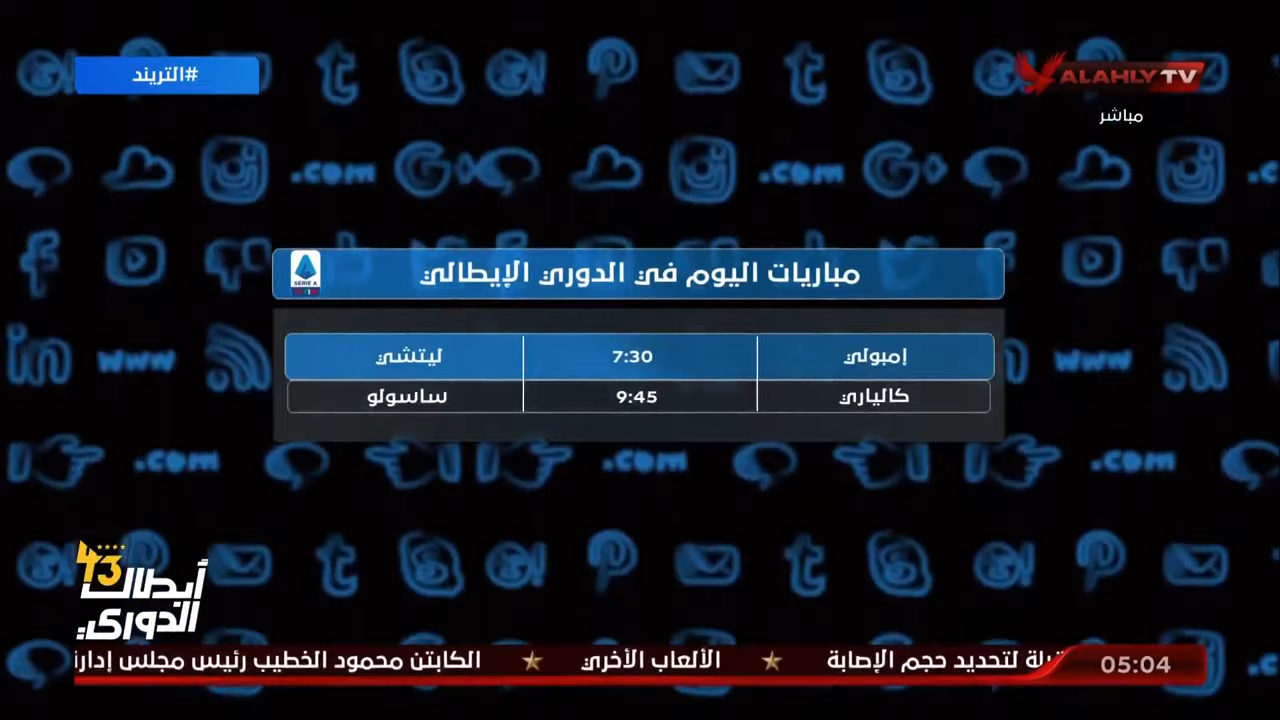 #التريند
ALAHLY TV
مباشر
مباريات اليوم في الدوري الإيطالي
SERIE A
إمبولي 7:30 ليتشي
كالياري 9:45 ساسولو
43
أبطال
الدوري
لتحديد حجم الإصابة ★ الألعاب الأخرى ★ الكابتن محمود الخطيب رئيس مجلس
05:04